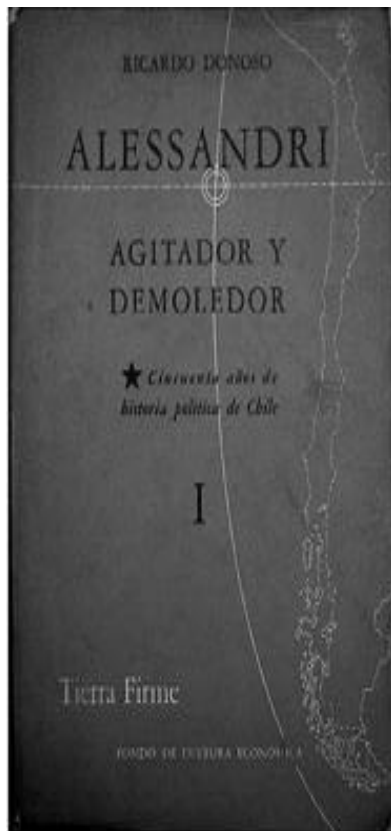 RICARDO DONOSO
ALESSANDRI
AGITADOR Y
DEMOLEDOR
Cincuenta años de
historia política de Chile
I
Tierra Firme
FONDO DE CULTURA ECONOMICA